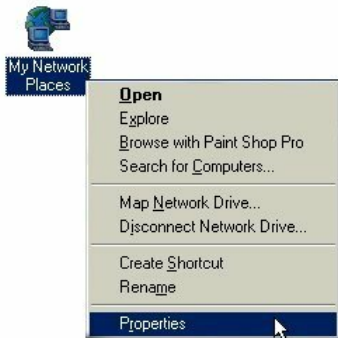 My Network
Places
Open
Explore
Browse with Paint Shop Pro
Search for Computers...
Map Network Drive...
Disconnect Network Drive...
Create Shortcut
Rename
Properties